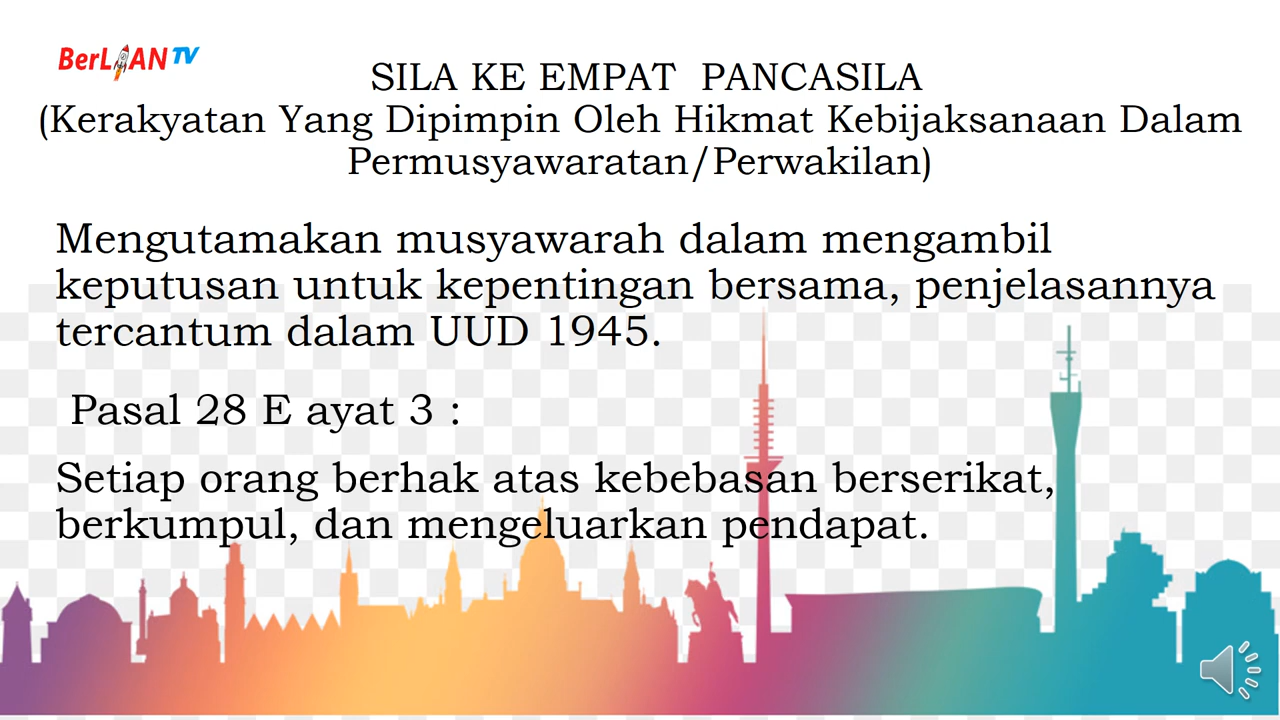 BerLIAN TV
SILA KE EMPAT PANCASILA
(Kerakyatan Yang Dipimpin Oleh Hikmat Kebijaksanaan Dalam
Permusyawaratan/Perwakilan)
Mengutamakan musyawarah dalam mengambil
keputusan untuk kepentingan bersama, penjelasannya
tercantum dalam UUD 1945.
Pasal 28 E ayat 3 :
Setiap orang berhak atas kebebasan berserikat,
berkumpul, dan mengeluarkan pendapat.